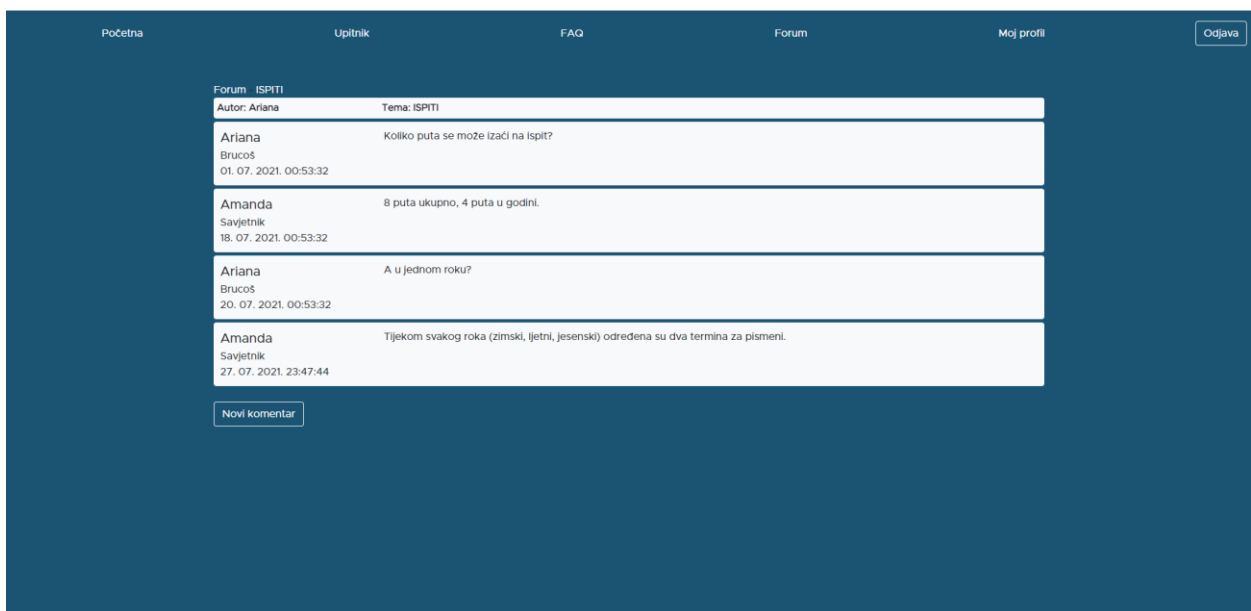 Početna Upitnik FAQ Forum Moj profil Odjava
Forum ISPITI
Autor: Ariana Tema: ISPITI
Ariana Koliko puta se može izaći na ispit?
Brucoš
01. 07. 2021. 00:53:32
Amanda 8 puta ukupno, 4 puta u godini.
Savjetnik
18. 07. 2021. 00:53:32
Ariana A u jednom roku?
Brucoš
20. 07. 2021. 00:53:32
Amanda Tijekom svakog roka (zimski, ljetni, jesenski) određena su dva termina za pismeni.
Savjetnik
27. 07. 2021. 23:47:44
Novi komentar